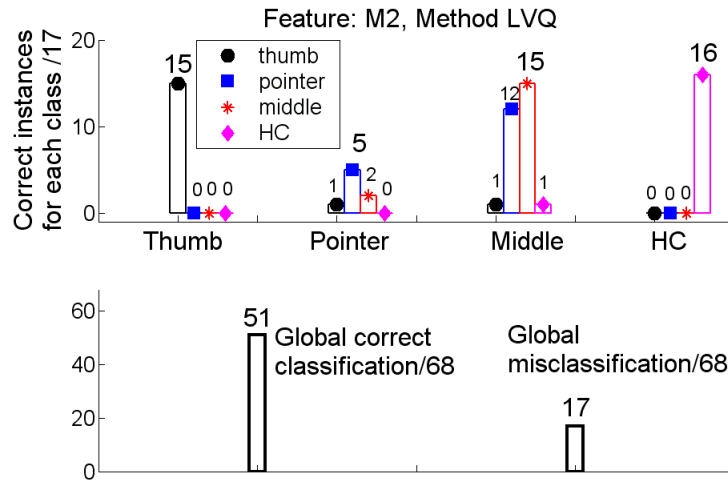 Feature: M2, Method LVQ
Correct instances
for each class /17
20
10
0
thumb
pointer
middle
HC
15
0 0 0
1
5
2
0
1
12
15
1
0 0 0
16
Thumb
Pointer
Middle
HC
60
40
20
0
51
Global correct
classification/68
Global
misclassification/68
17